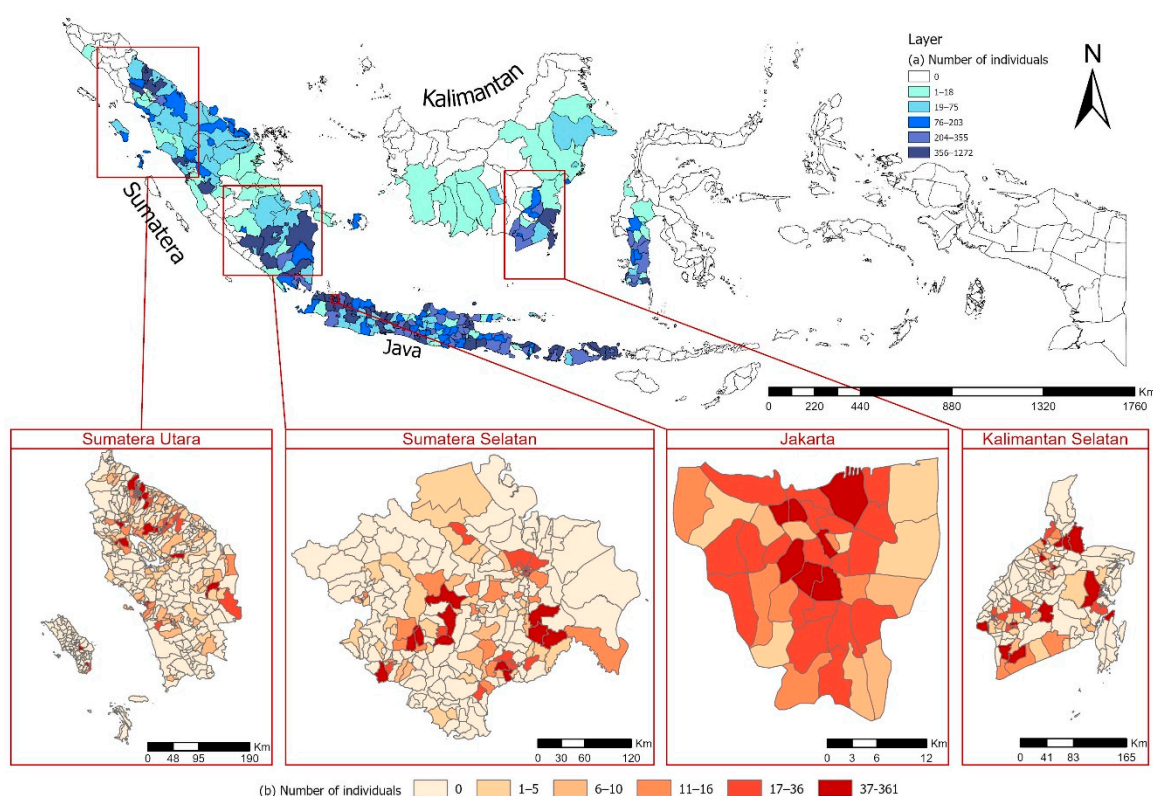 Layer
(a) Number of individuals
0
1–18
19–75
76–203
204–355
356–1272
N
Kalimantan
Sumatera
Java
Km
0 220 440 880 1320 1760
Sumatera Utara
Sumatera Selatan
Jakarta
Kalimantan Selatan
Km
0 48 95 190
Km
0 30 60 120
Km
0 3 6 12
Km
0 41 83 165
(b) Number of individuals 0 1–5 6–10 11–16 17–36 37-361